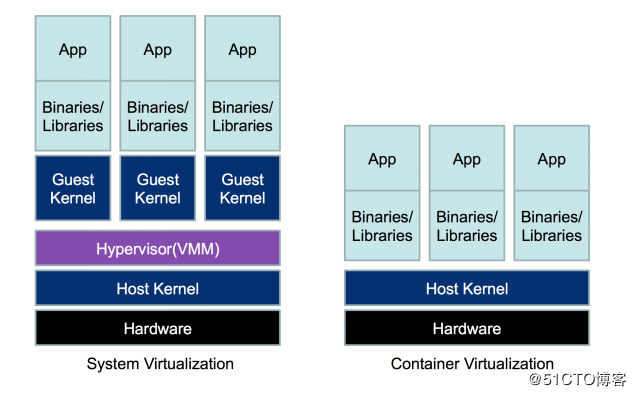 App
App
App
Binaries/
Libraries
Binaries/
Libraries
Binaries/
Libraries
Guest
Kernel
Guest
Kernel
Guest
Kernel
Hypervisor(VMM)
Host Kernel
Hardware
System Virtualization
App
App
App
Binaries/
Libraries
Binaries/
Libraries
Binaries/
Libraries
Host Kernel
Hardware
Container Virtualization
@51CTO博客